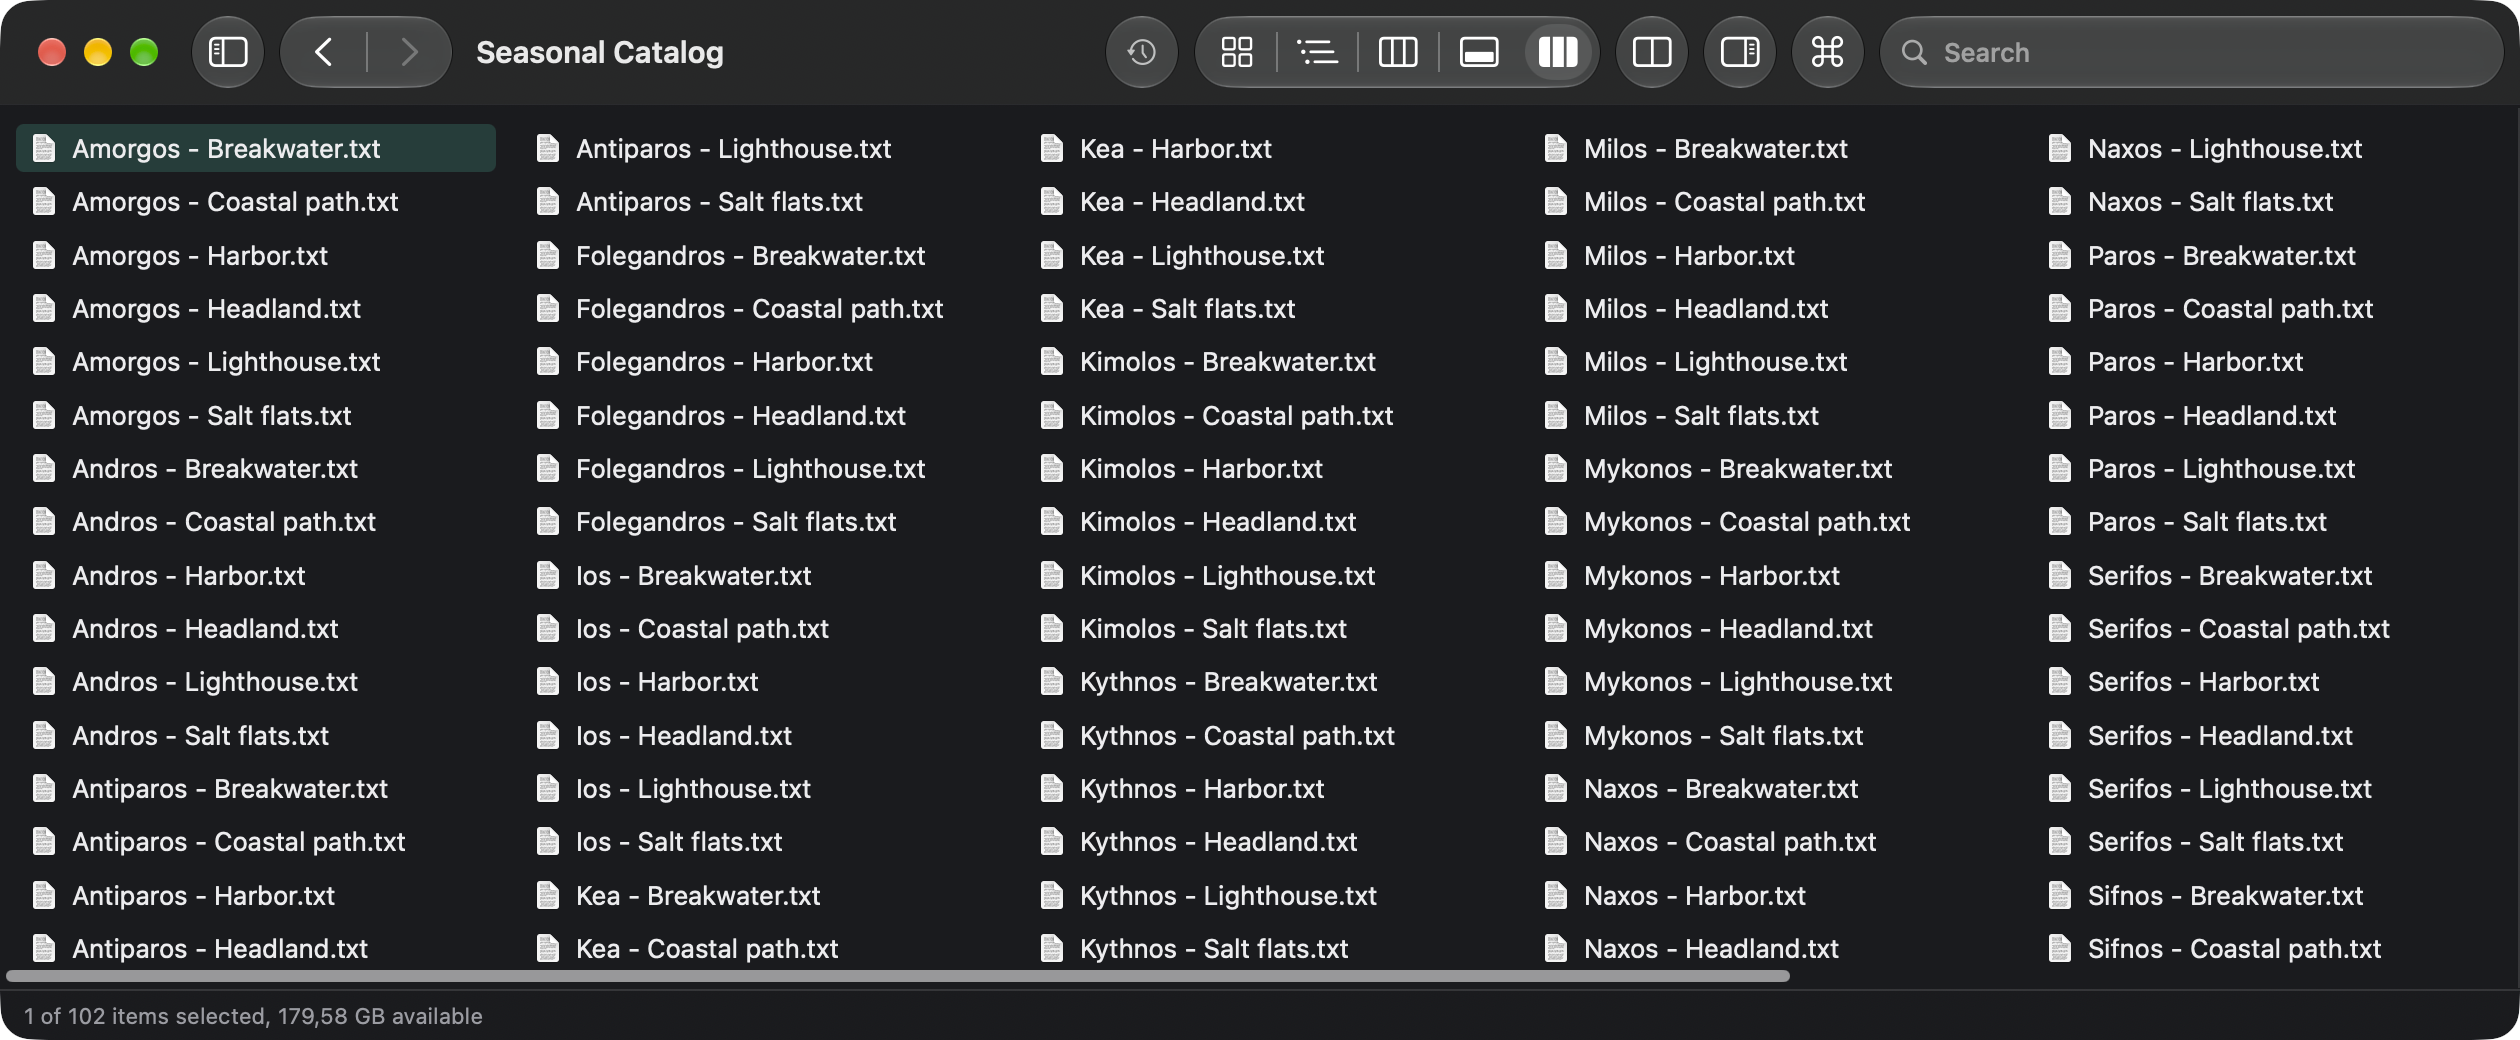 Seasonal Catalog
Search
Amorgos - Breakwater.txt
Amorgos - Coastal path.txt
Amorgos - Harbor.txt
Amorgos - Headland.txt
Amorgos - Lighthouse.txt
Amorgos - Salt flats.txt
Andros - Breakwater.txt
Andros - Coastal path.txt
Andros - Harbor.txt
Andros - Headland.txt
Andros - Lighthouse.txt
Andros - Salt flats.txt
Antiparos - Breakwater.txt
Antiparos - Coastal path.txt
Antiparos - Harbor.txt
Antiparos - Headland.txt
Antiparos - Lighthouse.txt
Antiparos - Salt flats.txt
Folegandros - Breakwater.txt
Folegandros - Coastal path.txt
Folegandros - Harbor.txt
Folegandros - Headland.txt
Folegandros - Lighthouse.txt
Folegandros - Salt flats.txt
Ios - Breakwater.txt
Ios - Coastal path.txt
Ios - Harbor.txt
Ios - Headland.txt
Ios - Lighthouse.txt
Ios - Salt flats.txt
Kea - Breakwater.txt
Kea - Coastal path.txt
Kea - Harbor.txt
Kea - Headland.txt
Kea - Lighthouse.txt
Kea - Salt flats.txt
Kimolos - Breakwater.txt
Kimolos - Coastal path.txt
Kimolos - Harbor.txt
Kimolos - Headland.txt
Kimolos - Lighthouse.txt
Kimolos - Salt flats.txt
Kythnos - Breakwater.txt
Kythnos - Coastal path.txt
Kythnos - Harbor.txt
Kythnos - Headland.txt
Kythnos - Lighthouse.txt
Kythnos - Salt flats.txt
Milos - Breakwater.txt
Milos - Coastal path.txt
Milos - Harbor.txt
Milos - Headland.txt
Milos - Lighthouse.txt
Milos - Salt flats.txt
Mykonos - Breakwater.txt
Mykonos - Coastal path.txt
Mykonos - Harbor.txt
Mykonos - Headland.txt
Mykonos - Lighthouse.txt
Mykonos - Salt flats.txt
Naxos - Breakwater.txt
Naxos - Coastal path.txt
Naxos - Harbor.txt
Naxos - Headland.txt
Naxos - Lighthouse.txt
Naxos - Salt flats.txt
Paros - Breakwater.txt
Paros - Coastal path.txt
Paros - Harbor.txt
Paros - Headland.txt
Paros - Lighthouse.txt
Paros - Salt flats.txt
Serifos - Breakwater.txt
Serifos - Coastal path.txt
Serifos - Harbor.txt
Serifos - Headland.txt
Serifos - Lighthouse.txt
Serifos - Salt flats.txt
Sifnos - Breakwater.txt
Sifnos - Coastal path.txt
1 of 102 items selected, 179,58 GB available